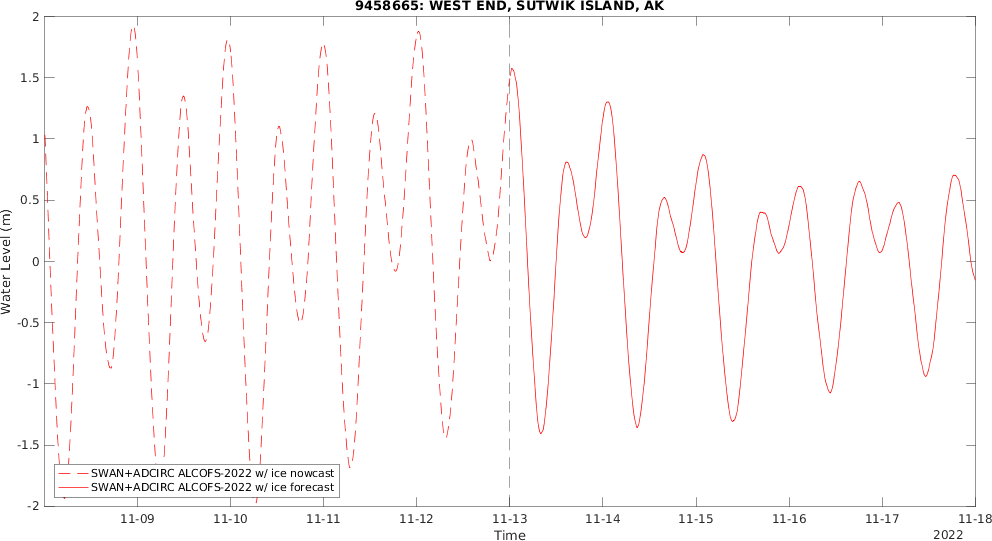 9458665: WEST END, SUTWIK ISLAND, AK
2
1.5
1
0.5
0
-0.5
-1
-1.5
-2
Water Level (m)
SWAN+ADCIRC ALCOFS-2022 w/ ice nowcast
SWAN+ADCIRC ALCOFS-2022 w/ ice forecast
11-09 11-10 11-11 11-12 11-13 11-14 11-15 11-16 11-17 11-18
Time
2022